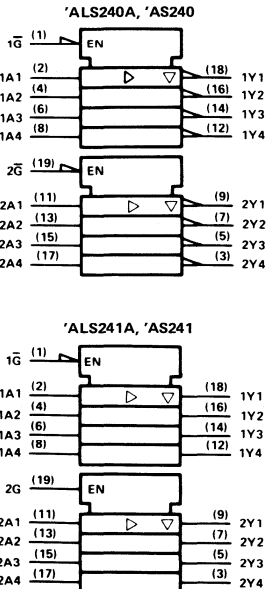 'ALS240A, 'AS240
1G̅ (1) EN
1A1 (2) (18) 1Y1
1A2 (4) (16) 1Y2
1A3 (6) (14) 1Y3
1A4 (8) (12) 1Y4
2G̅ (19) EN
2A1 (11) (9) 2Y1
2A2 (13) (7) 2Y2
2A3 (15) (5) 2Y3
2A4 (17) (3) 2Y4
'ALS241A, 'AS241
1G̅ (1) EN
1A1 (2) (18) 1Y1
1A2 (4) (16) 1Y2
1A3 (6) (14) 1Y3
1A4 (8) (12) 1Y4
2G (19) EN
2A1 (11) (9) 2Y1
2A2 (13) (7) 2Y2
2A3 (15) (5) 2Y3
2A4 (17) (3) 2Y4